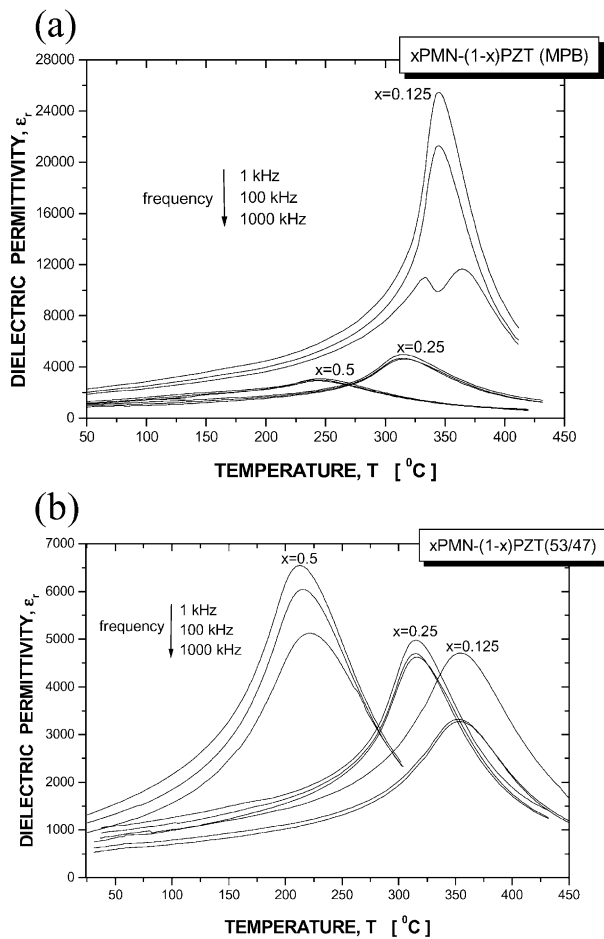 (a)
xPMN-(1-x)PZT (MPB)
28000
24000
20000
16000
12000
8000
4000
0
DIELECTRIC PERMITTIVITY, εr
x=0.125
frequency
1 kHz
100 kHz
1000 kHz
x=0.25
x=0.5
50 100 150 200 250 300 350 400 450
TEMPERATURE, T [ ⁰C]
(b)
xPMN-(1-x)PZT(53/47)
7000
6000
5000
4000
3000
2000
1000
0
DIELECTRIC PERMITTIVITY, εr
x=0.5
frequency
1 kHz
100 kHz
1000 kHz
x=0.25
x=0.125
50 100 150 200 250 300 350 400 450
TEMPERATURE, T [ ⁰C]